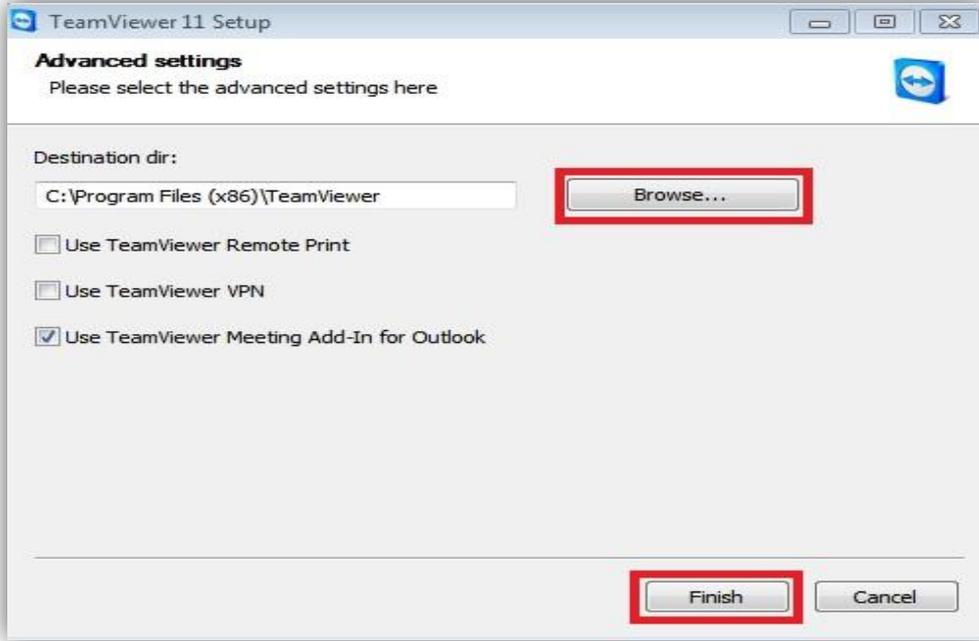 TeamViewer 11 Setup
Advanced settings
Please select the advanced settings here
Destination dir:
C:\Program Files (x86)\TeamViewer
Browse...
Use TeamViewer Remote Print
Use TeamViewer VPN
Use TeamViewer Meeting Add-In for Outlook
Finish
Cancel